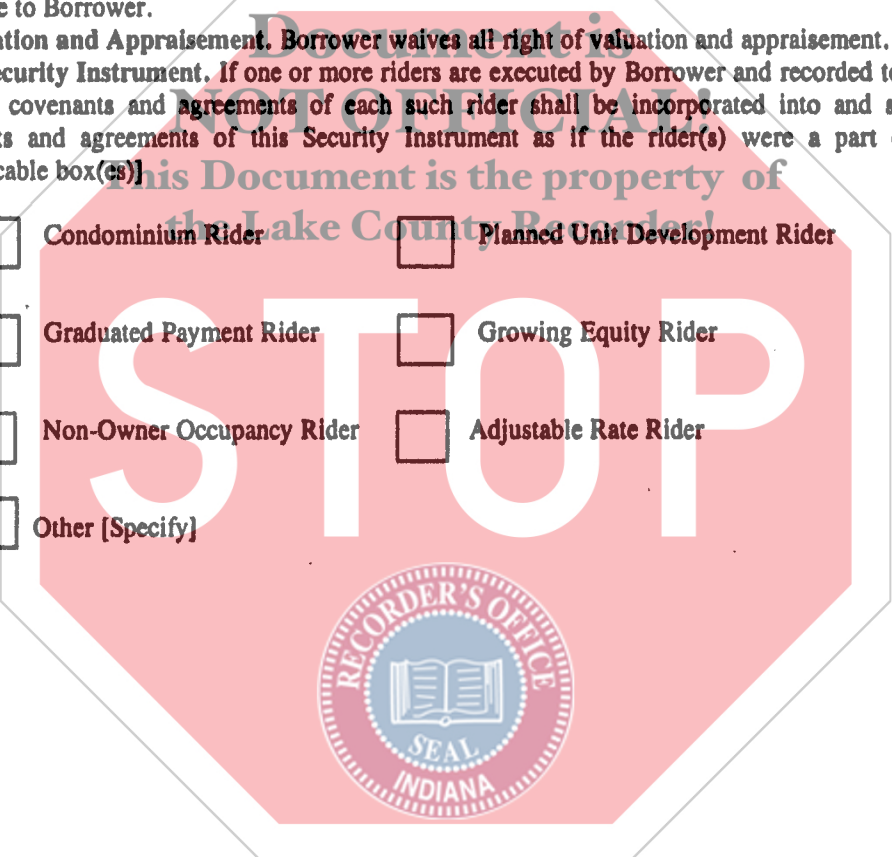 e to Borrower.
Document is
ation and Appraisement. Borrower waives all right of valuation and appraisement.
ecurity Instrument. If one or more riders are executed by Borrower and recorded to
covenants and agreements of each such rider shall be incorporated into and s
NOT OFFICIAL!
ts and agreements of this Security Instrument as if the rider(s) were a part
cable box(es)]
This Document is the property of
the Lake County Recorder!
Condominium Rider Planned Unit Development Rider
Graduated Payment Rider Growing Equity Rider
Non-Owner Occupancy Rider Adjustable Rate Rider
Other [Specify]
STOP
RECORDER'S OFFICE
SEAL
INDIANA